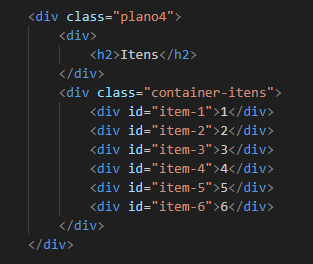 <div class="plano4">
    <div>
        <h2>Itens</h2>
    </div>
    <div class="container-itens">
        <div id="item-1">1</div>
        <div id="item-2">2</div>
        <div id="item-3">3</div>
        <div id="item-4">4</div>
        <div id="item-5">5</div>
        <div id="item-6">6</div>
    </div>
</div>